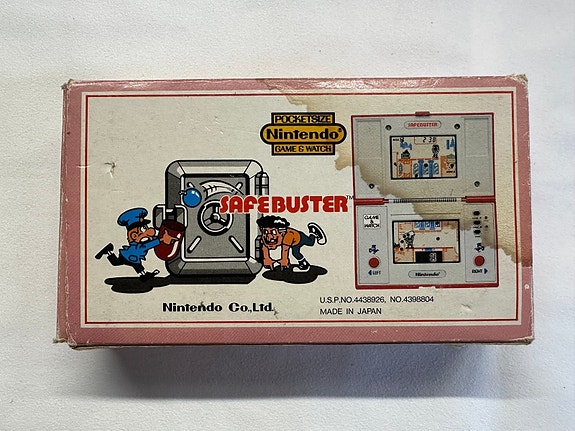 POCKETSIZE
Nintendo®
GAME & WATCH
SAFEBUSTER™
Nintendo Co.,Ltd.
SAFEBUSTER
GAME & WATCH
LEFT
Nintendo
RIGHT
U.S.P.NO.4438926, NO.4398804
MADE IN JAPAN